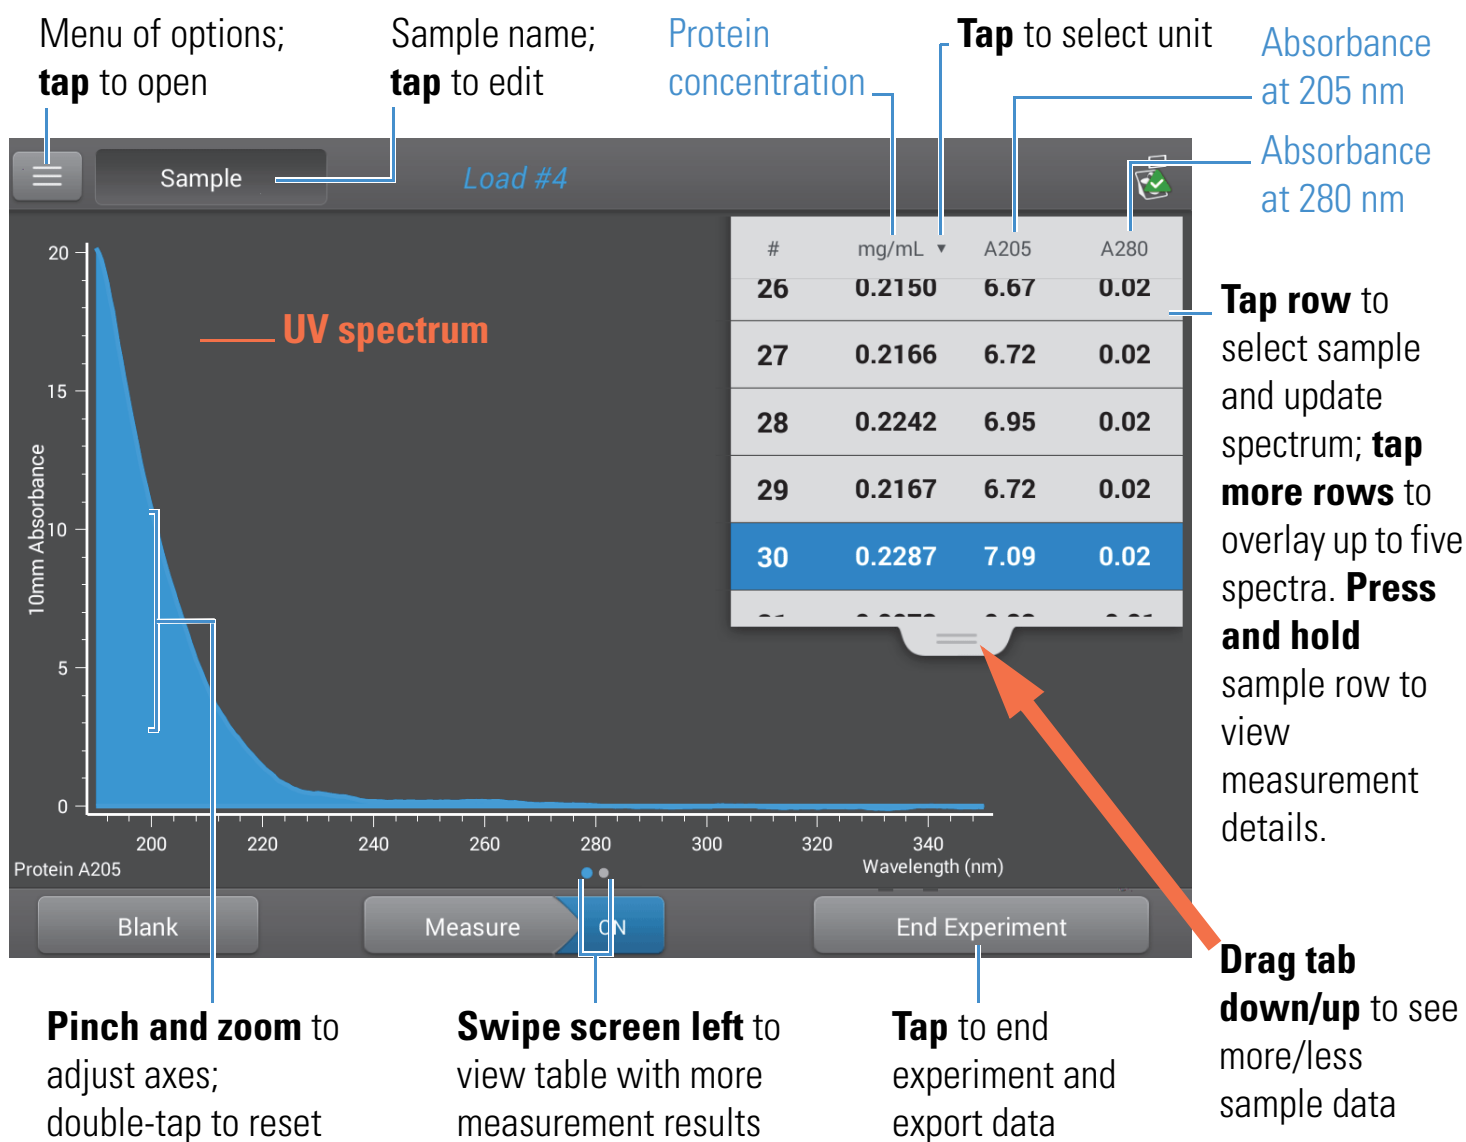 Menu of options;
tap to open
Sample name;
tap to edit
Protein
concentration
Tap to select unit
Absorbance
at 205 nm
Absorbance
at 280 nm
Sample
Load #4
# mg/mL ▼ A205 A280
26 0.2150 6.67 0.02
27 0.2166 6.72 0.02
28 0.2242 6.95 0.02
29 0.2167 6.72 0.02
30 0.2287 7.09 0.02
UV spectrum
Tap row to
select sample
and update
spectrum; tap
more rows to
overlay up to five
spectra. Press
and hold
sample row to
view
measurement
details.
20
15
10
5
0
10mm Absorbance
200 220 240 260 280 300 320 340
Wavelength (nm)
Protein A205
Blank
Measure
ON
End Experiment
Pinch and zoom to
adjust axes;
double-tap to reset
Swipe screen left to
view table with more
measurement results
Tap to end
experiment and
export data
Drag tab
down/up to see
more/less
sample data